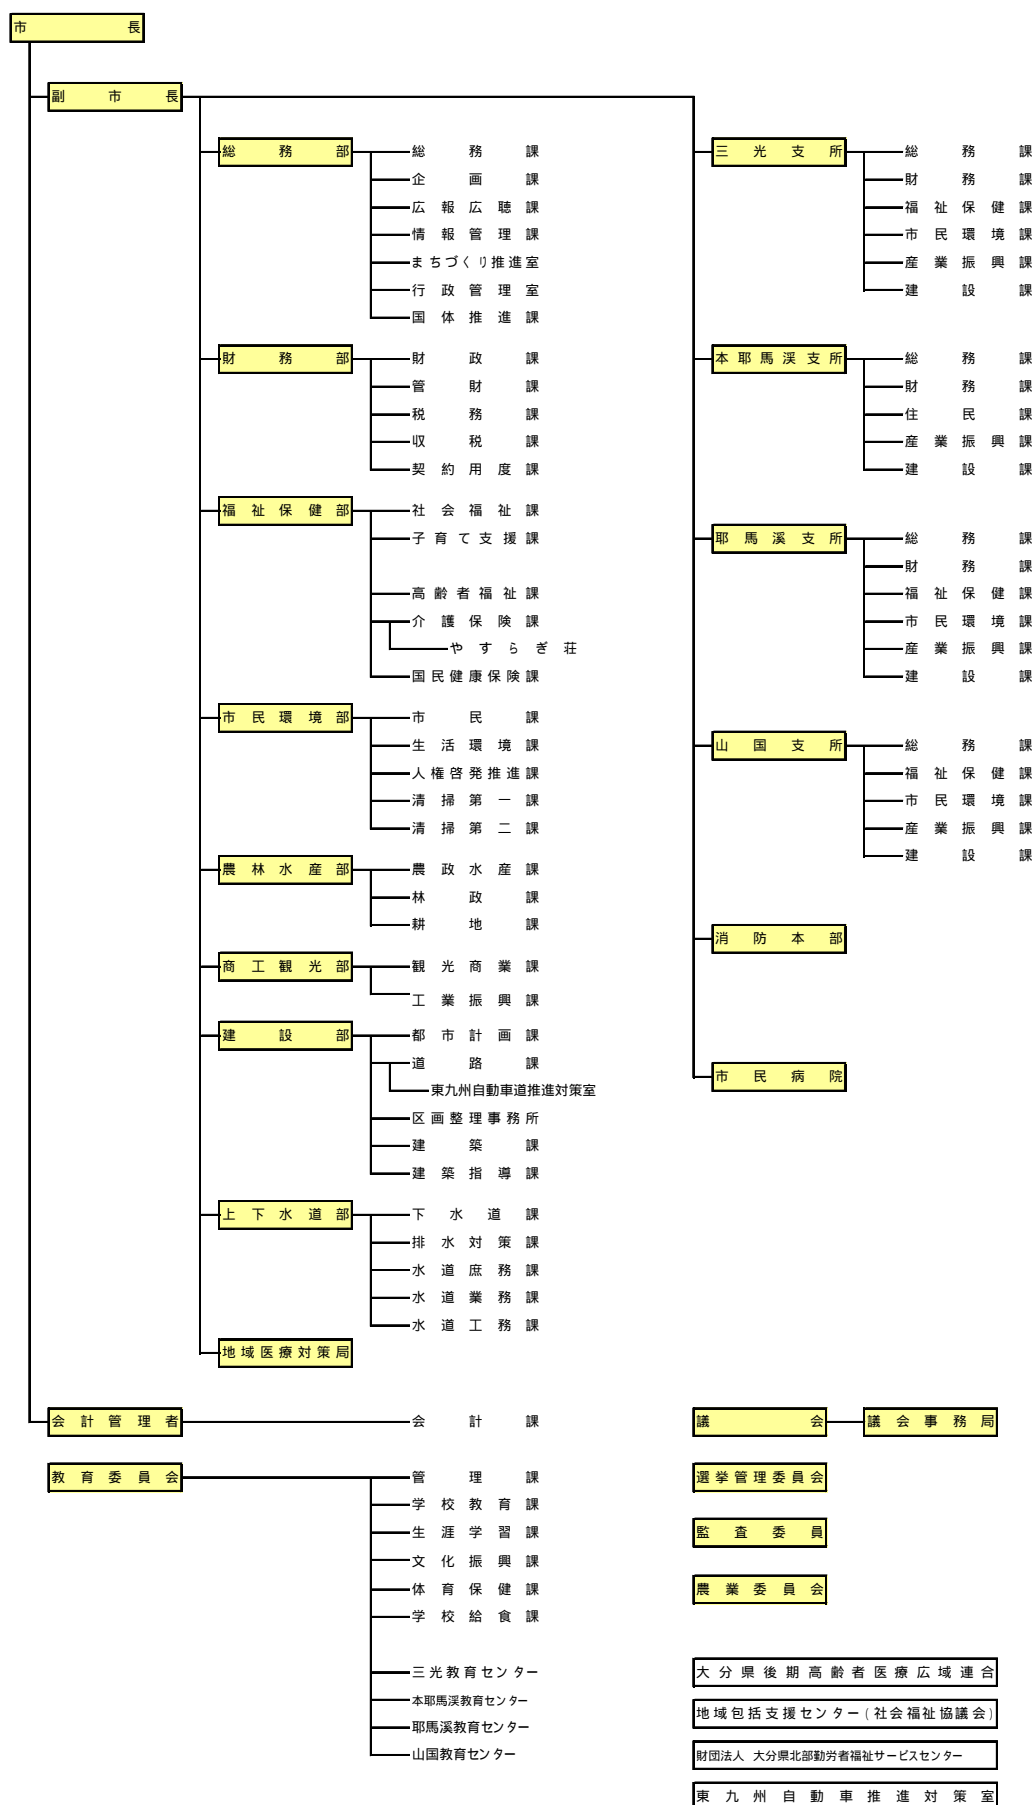 市長
副市長
総務部
総務課
企画課
広報広聴課
情報管理課
まちづくり推進室
行政管理室
国体推進課
財務部
財政課
管財課
税務課
収税課
契約用度課
福祉保健部
社会福祉課
子育て支援課
高齢者福祉課
介護保険課
やすらぎ荘
国民健康保険課
市民環境部
市民課
生活環境課
人権啓発推進課
清掃第一課
清掃第二課
農林水産部
農政水産課
林政課
耕地課
商工観光部
観光商業課
工業振興課
建設部
都市計画課
道路課
東九州自動車道推進対策室
区画整理事務所
建築課
建築指導課
上下水道部
下水道課
排水対策課
水道庶務課
水道業務課
水道工務課
地域医療対策局
三光支所
総務課
財務課
福祉保健課
市民環境課
産業振興課
建設課
本耶馬渓支所
総務課
財務課
住民課
産業振興課
建設課
耶馬溪支所
総務課
財務課
福祉保健課
市民環境課
産業振興課
建設課
山国支所
総務課
福祉保健課
市民環境課
産業振興課
建設課
消防本部
市民病院
会計管理者
会計課
教育委員会
管理課
学校教育課
生涯学習課
文化振興課
体育保健課
学校給食課
三光教育センター
本耶馬渓教育センター
耶馬溪教育センター
山国教育センター
議会
議会事務局
選挙管理委員会
監査委員
農業委員会
大分県後期高齢者医療広域連合
地域包括支援センター(社会福祉協議会)
財団法人 大分県北部勤労者福祉サービスセンター
東九州自動車推進対策室